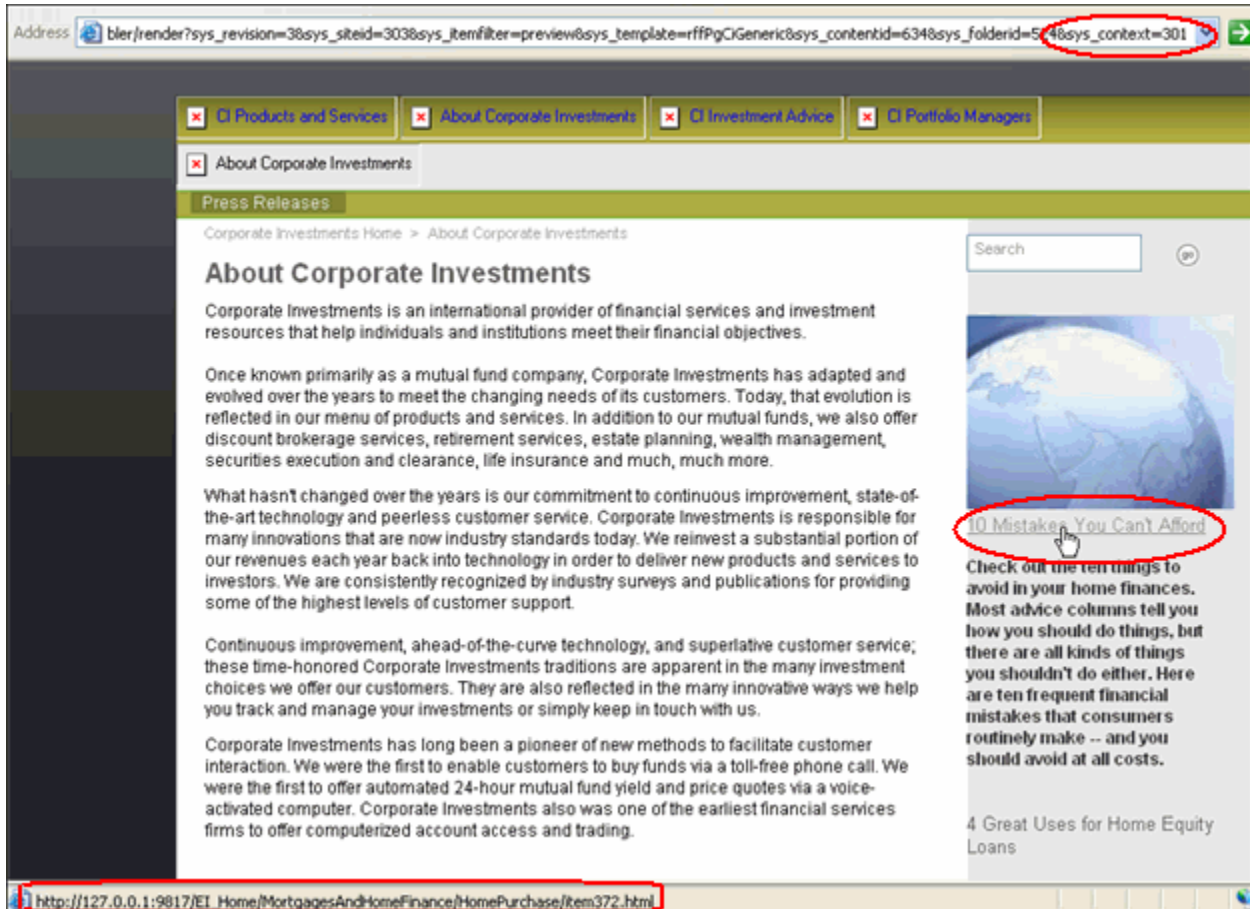 Address bler/render?sys_revision=3&sys_siteid=303&sys_itemfilter=preview&sys_template=rffPgCiGeneric&sys_contentid=634&sys_folderid=5 4&sys_context=301
CI Products and Services About Corporate Investments CI Investment Advice CI Portfolio Managers
About Corporate Investments
Press Releases
Corporate Investments Home > About Corporate Investments
About Corporate Investments
Corporate Investments is an international provider of financial services and investment
resources that help individuals and institutions meet their financial objectives.
Once known primarily as a mutual fund company, Corporate Investments has adapted and
evolved over the years to meet the changing needs of its customers. Today, that evolution is
reflected in our menu of products and services. In addition to our mutual funds, we also offer
discount brokerage services, retirement services, estate planning, wealth management,
securities execution and clearance, life insurance and much, much more.
What hasn't changed over the years is our commitment to continuous improvement, state-of-
the-art technology and peerless customer service. Corporate Investments is responsible for
many innovations that are now industry standards today. We reinvest a substantial portion of
our revenues each year back into technology in order to deliver new products and services to
investors. We are consistently recognized by industry surveys and publications for providing
some of the highest levels of customer support.
Continuous improvement, ahead-of-the-curve technology, and superlative customer service;
these time-honored Corporate Investments traditions are apparent in the many investment
choices we offer our customers. They are also reflected in the many innovative ways we help
you track and manage your investments or simply keep in touch with us.
Corporate Investments has long been a pioneer of new methods to facilitate customer
interaction. We were the first to enable customers to buy funds via a toll-free phone call. We
were the first to offer automated 24-hour mutual fund yield and price quotes via a voice-
activated computer. Corporate Investments also was one of the earliest financial services
firms to offer computerized account access and trading.
Search go
10 Mistakes You Can't Afford
Check out the ten things to
avoid in your home finances.
Most advice columns tell you
how you should do things, but
there are all kinds of things
you shouldn't do either. Here
are ten frequent financial
mistakes that consumers
routinely make -- and you
should avoid at all costs.
4 Great Uses for Home Equity
Loans
http://127.0.0.1:9817/EI_Home/MortgagesAndHomeFinance/HomePurchase/item372.html